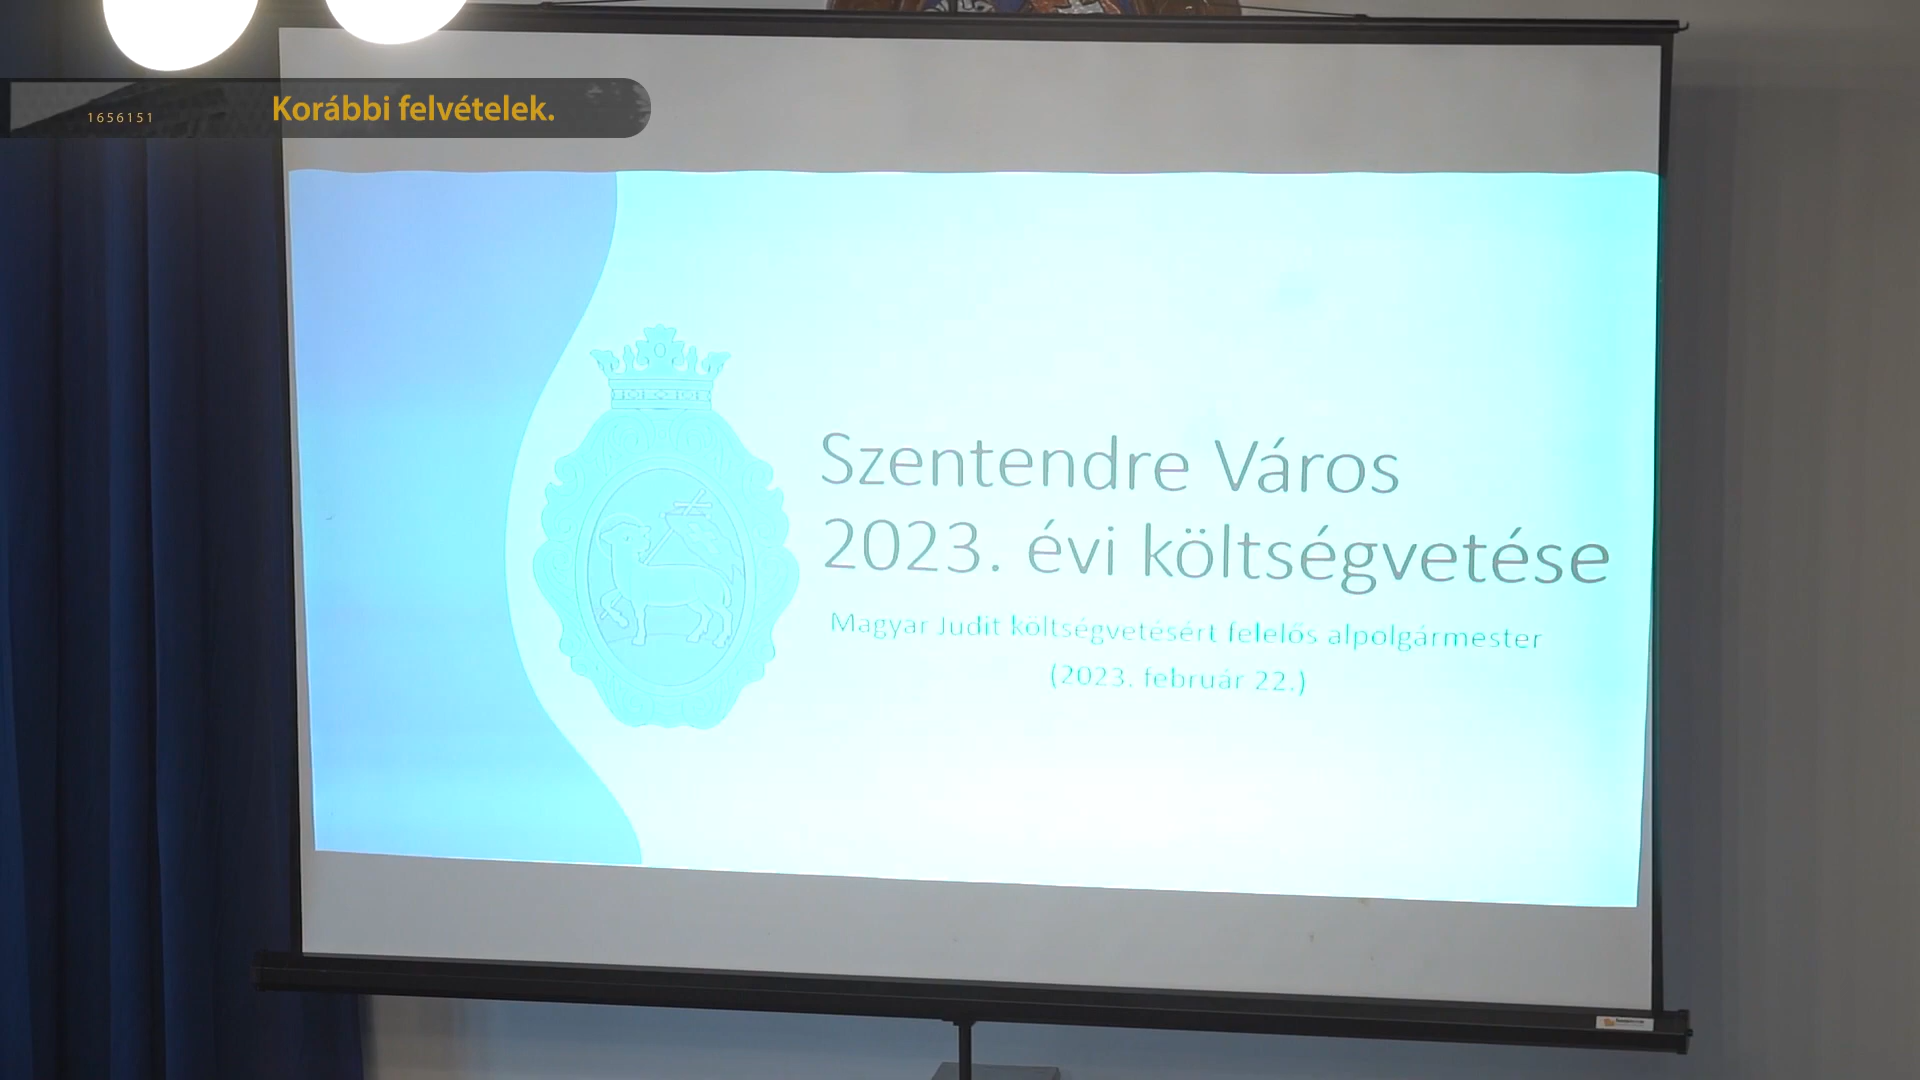 1656151
Korábbi felvételek.
Szentendre Város
2023. évi költségvetése
Magyar Judit költségvetésért felelős alpolgármester
(2023. február 22.)